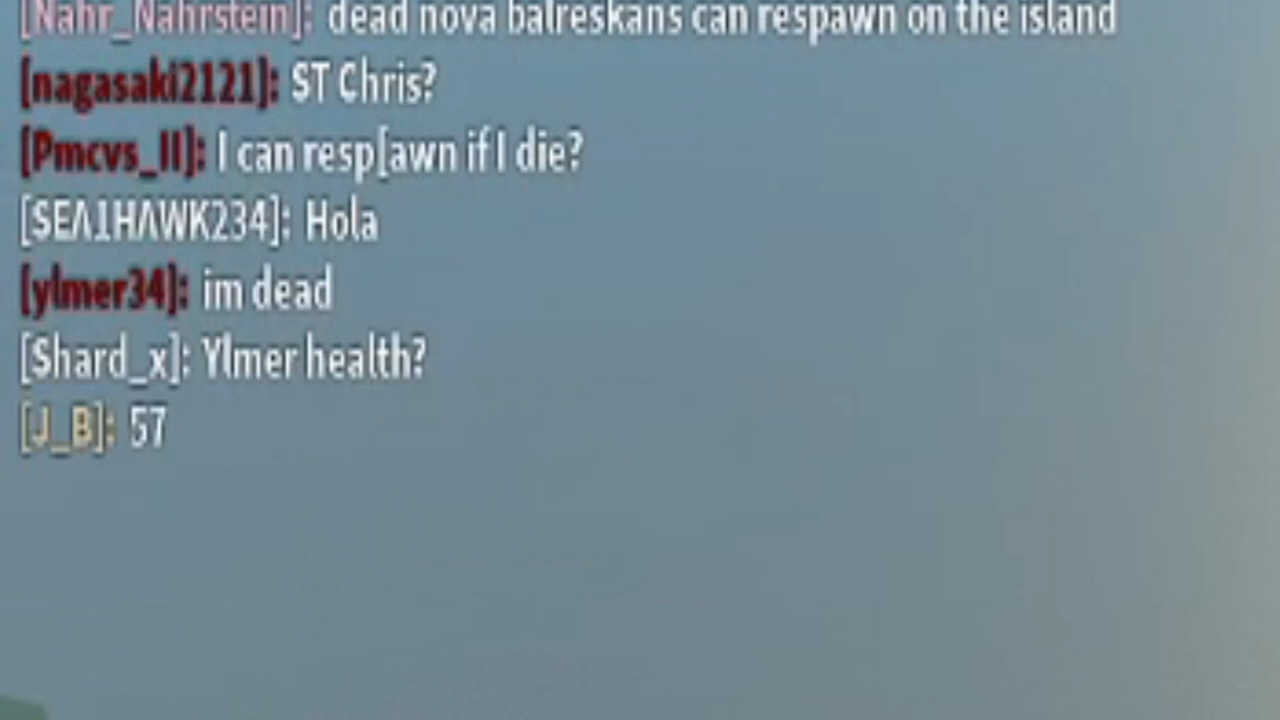 [Nahr_Nahrstein]: dead nova balreskans can respawn on the island
[nagasaki2121]: ST Chris?
[Pmcvs_II]: I can resp[awn if I die?
[SEΛ1HΛWK234]: Hola
[ylmer34]: im dead
[Shard_x]: Ylmer health?
[J_B]: 57